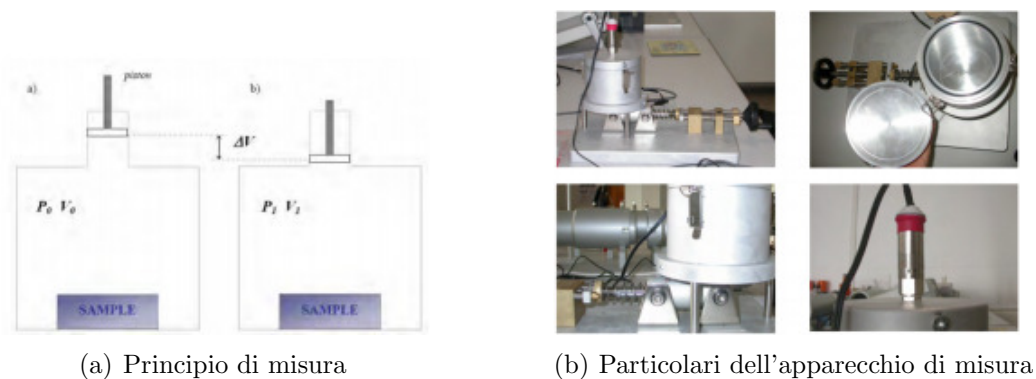 a)
piston
b)
ΔV
P₀ V₀
P₁ V₁
SAMPLE
SAMPLE
(a) Principio di misura
(b) Particolari dell'apparecchio di misura